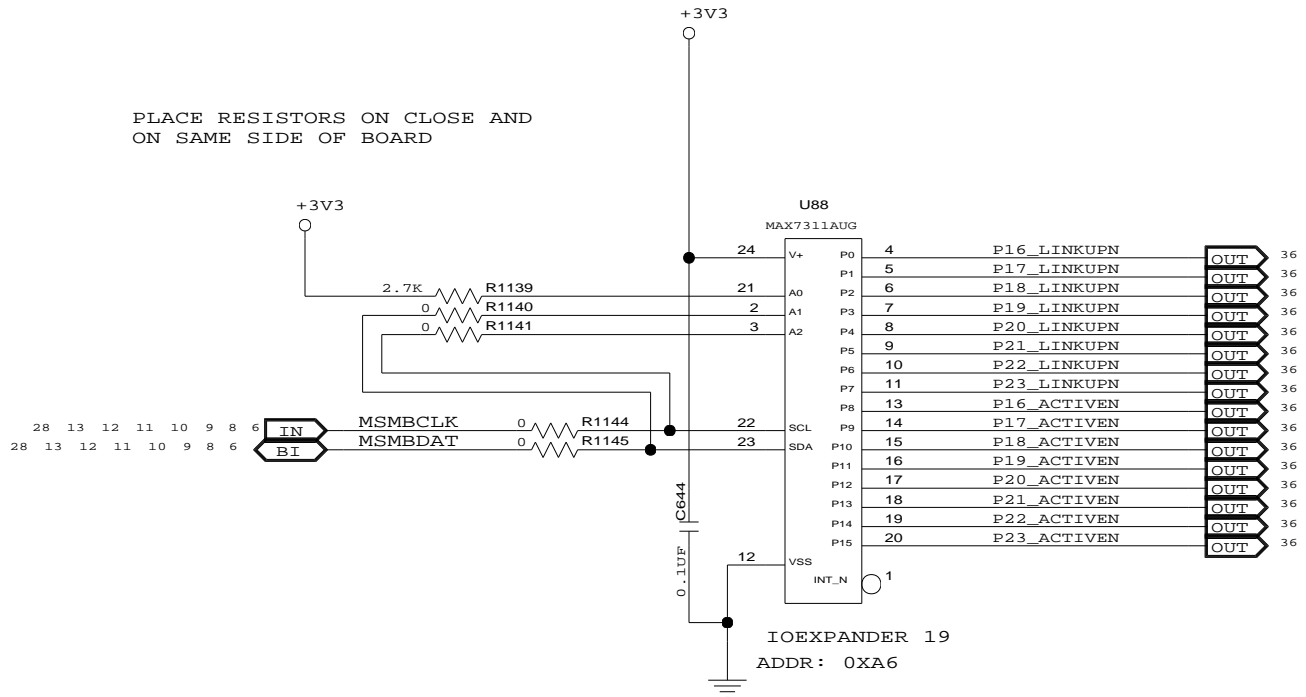 +3V3
PLACE RESISTORS ON CLOSE AND
ON SAME SIDE OF BOARD
+3V3
U88
MAX7311AUG
24 V+ P0 4 P16_LINKUPN OUT 36
P1 5 P17_LINKUPN OUT 36
2.7K R1139 21 A0 P2 6 P18_LINKUPN OUT 36
0 R1140 2 A1 P3 7 P19_LINKUPN OUT 36
0 R1141 3 A2 P4 8 P20_LINKUPN OUT 36
P5 9 P21_LINKUPN OUT 36
P6 10 P22_LINKUPN OUT 36
P7 11 P23_LINKUPN OUT 36
P8 13 P16_ACTIVEN OUT 36
28 13 12 11 10 9 8 6 IN MSMBCLK 0 R1144 22 SCL P9 14 P17_ACTIVEN OUT 36
28 13 12 11 10 9 8 6 BI MSMBDAT 0 R1145 23 SDA P10 15 P18_ACTIVEN OUT 36
P11 16 P19_ACTIVEN OUT 36
P12 17 P20_ACTIVEN OUT 36
P13 18 P21_ACTIVEN OUT 36
C644 P14 19 P22_ACTIVEN OUT 36
P15 20 P23_ACTIVEN OUT 36
0.1UF 12 VSS
INT_N 1
IOEXPANDER 19
ADDR: 0XA6